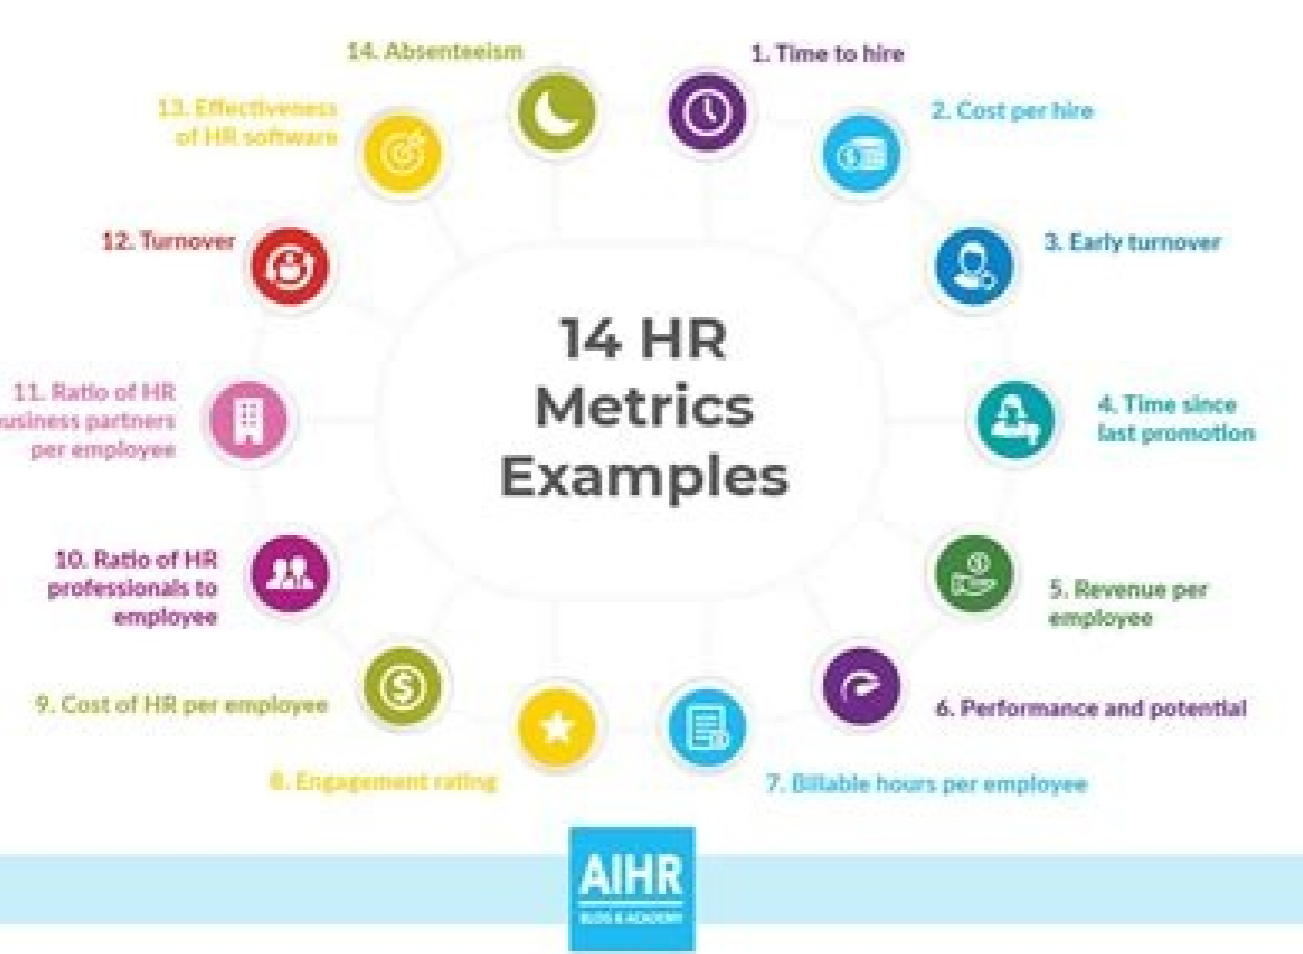 14. Absenteeism
1. Time to hire
13. Effectiveness
of HR software
2. Cost per hire
12. Turnover
3. Early turnover
14 HR
Metrics
Examples
11. Ratio of HR
business partners
per employee
4. Time since
last promotion
10. Ratio of HR
professionals to
employee
5. Revenue per
employee
9. Cost of HR per employee
6. Performance and potential
8. Engagement rating
7. Billable hours per employee
AIHR
BLOG & ACADEMY